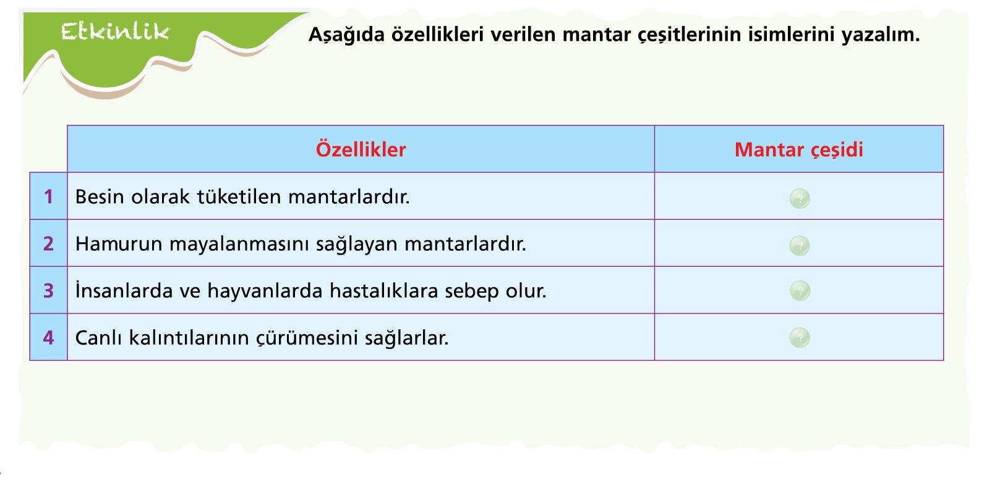 Etkinlik
Aşağıda özellikleri verilen mantar çeşitlerinin isimlerini yazalım.
Özellikler Mantar çeşidi
1 Besin olarak tüketilen mantarlardır. ?
2 Hamurun mayalanmasını sağlayan mantarlardır. ?
3 İnsanlarda ve hayvanlarda hastalıklara sebep olur. ?
4 Canlı kalıntılarının çürümesini sağlarlar. ?